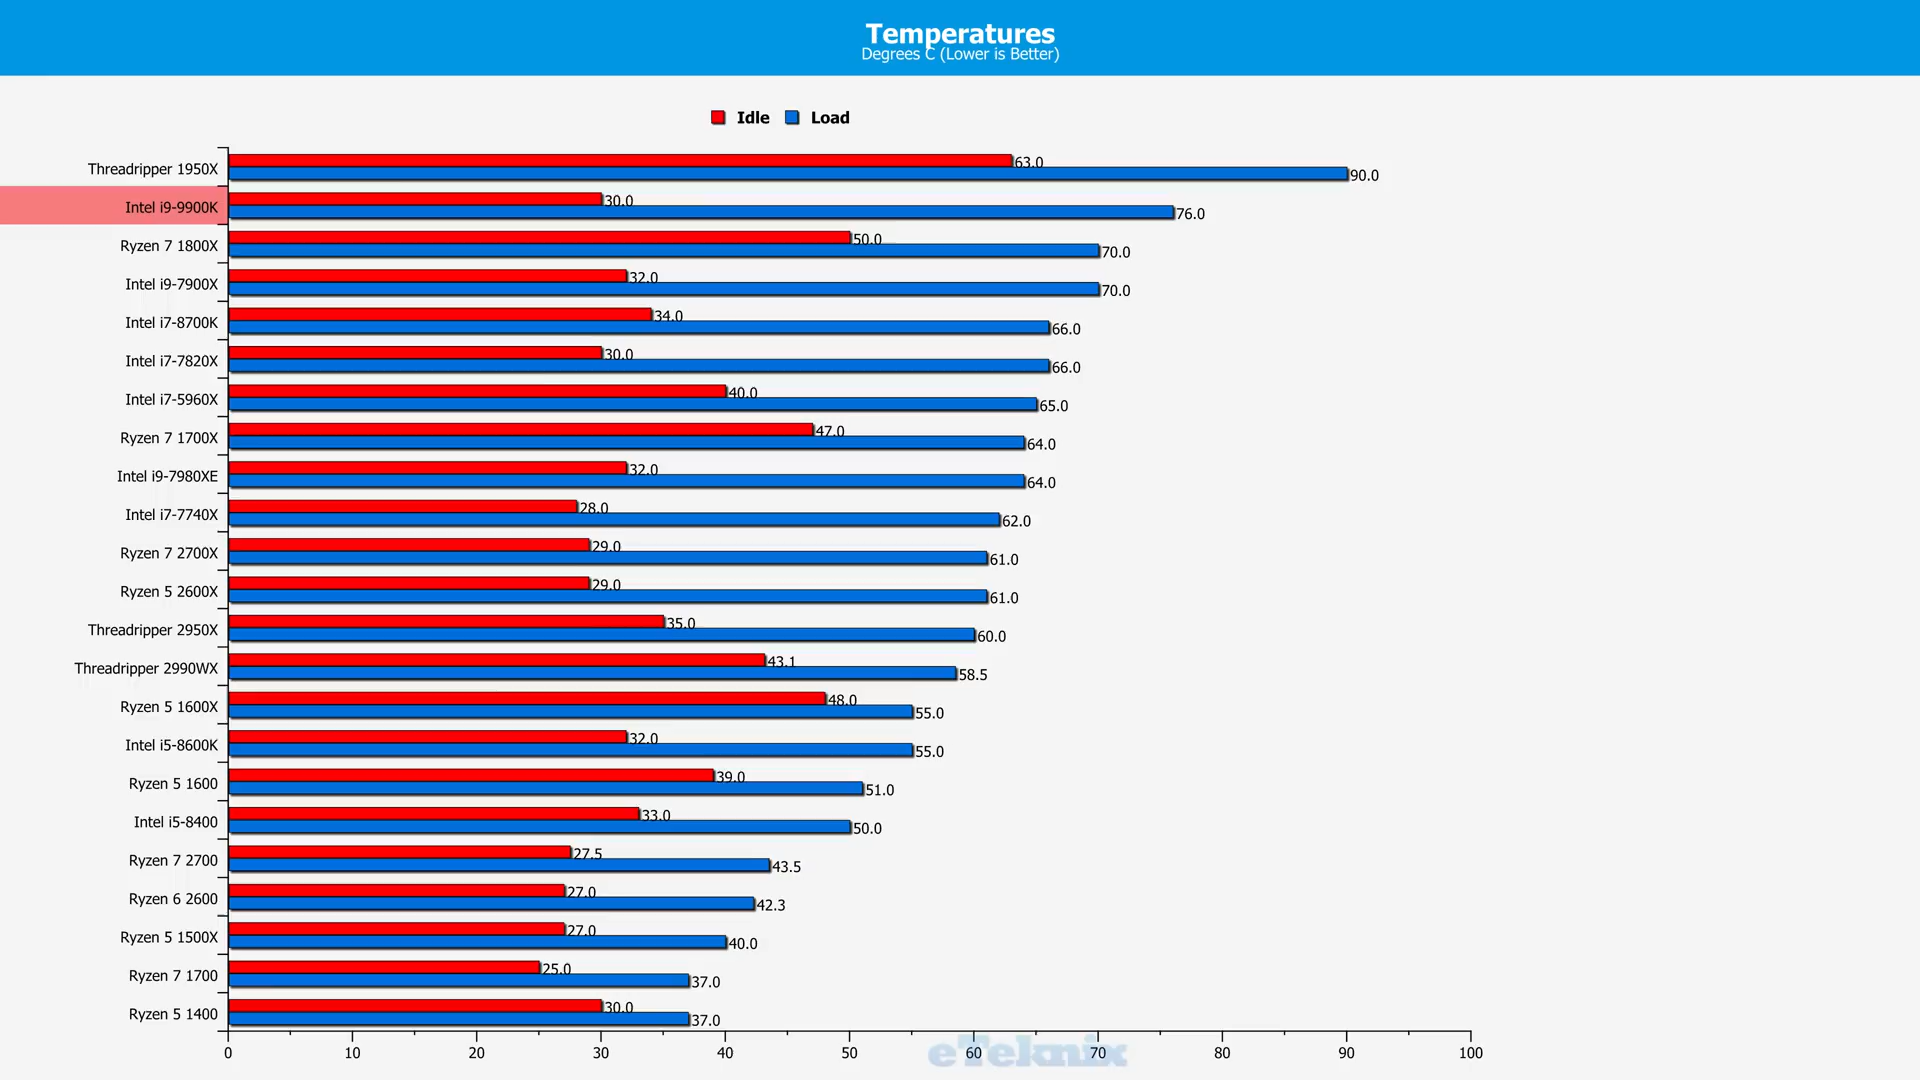 Temperatures
Degrees C (Lower is Better)
Idle Load
Threadripper 1950X 63.0 90.0
Intel i9-9900K 30.0 76.0
Ryzen 7 1800X 50.0 70.0
Intel i9-7900X 32.0 70.0
Intel i7-8700K 34.0 66.0
Intel i7-7820X 30.0 66.0
Intel i7-5960X 40.0 65.0
Ryzen 7 1700X 47.0 64.0
Intel i9-7980XE 32.0 64.0
Intel i7-7740X 28.0 62.0
Ryzen 7 2700X 29.0 61.0
Ryzen 5 2600X 29.0 61.0
Threadripper 2950X 35.0 60.0
Threadripper 2990WX 43.1 58.5
Ryzen 5 1600X 48.0 55.0
Intel i5-8600K 32.0 55.0
Ryzen 5 1600 39.0 51.0
Intel i5-8400 33.0 50.0
Ryzen 7 2700 27.5 43.5
Ryzen 6 2600 27.0 42.3
Ryzen 5 1500X 27.0 40.0
Ryzen 7 1700 25.0 37.0
Ryzen 5 1400 30.0 37.0
0 10 20 30 40 50 60 70 80 90 100
eTeknix